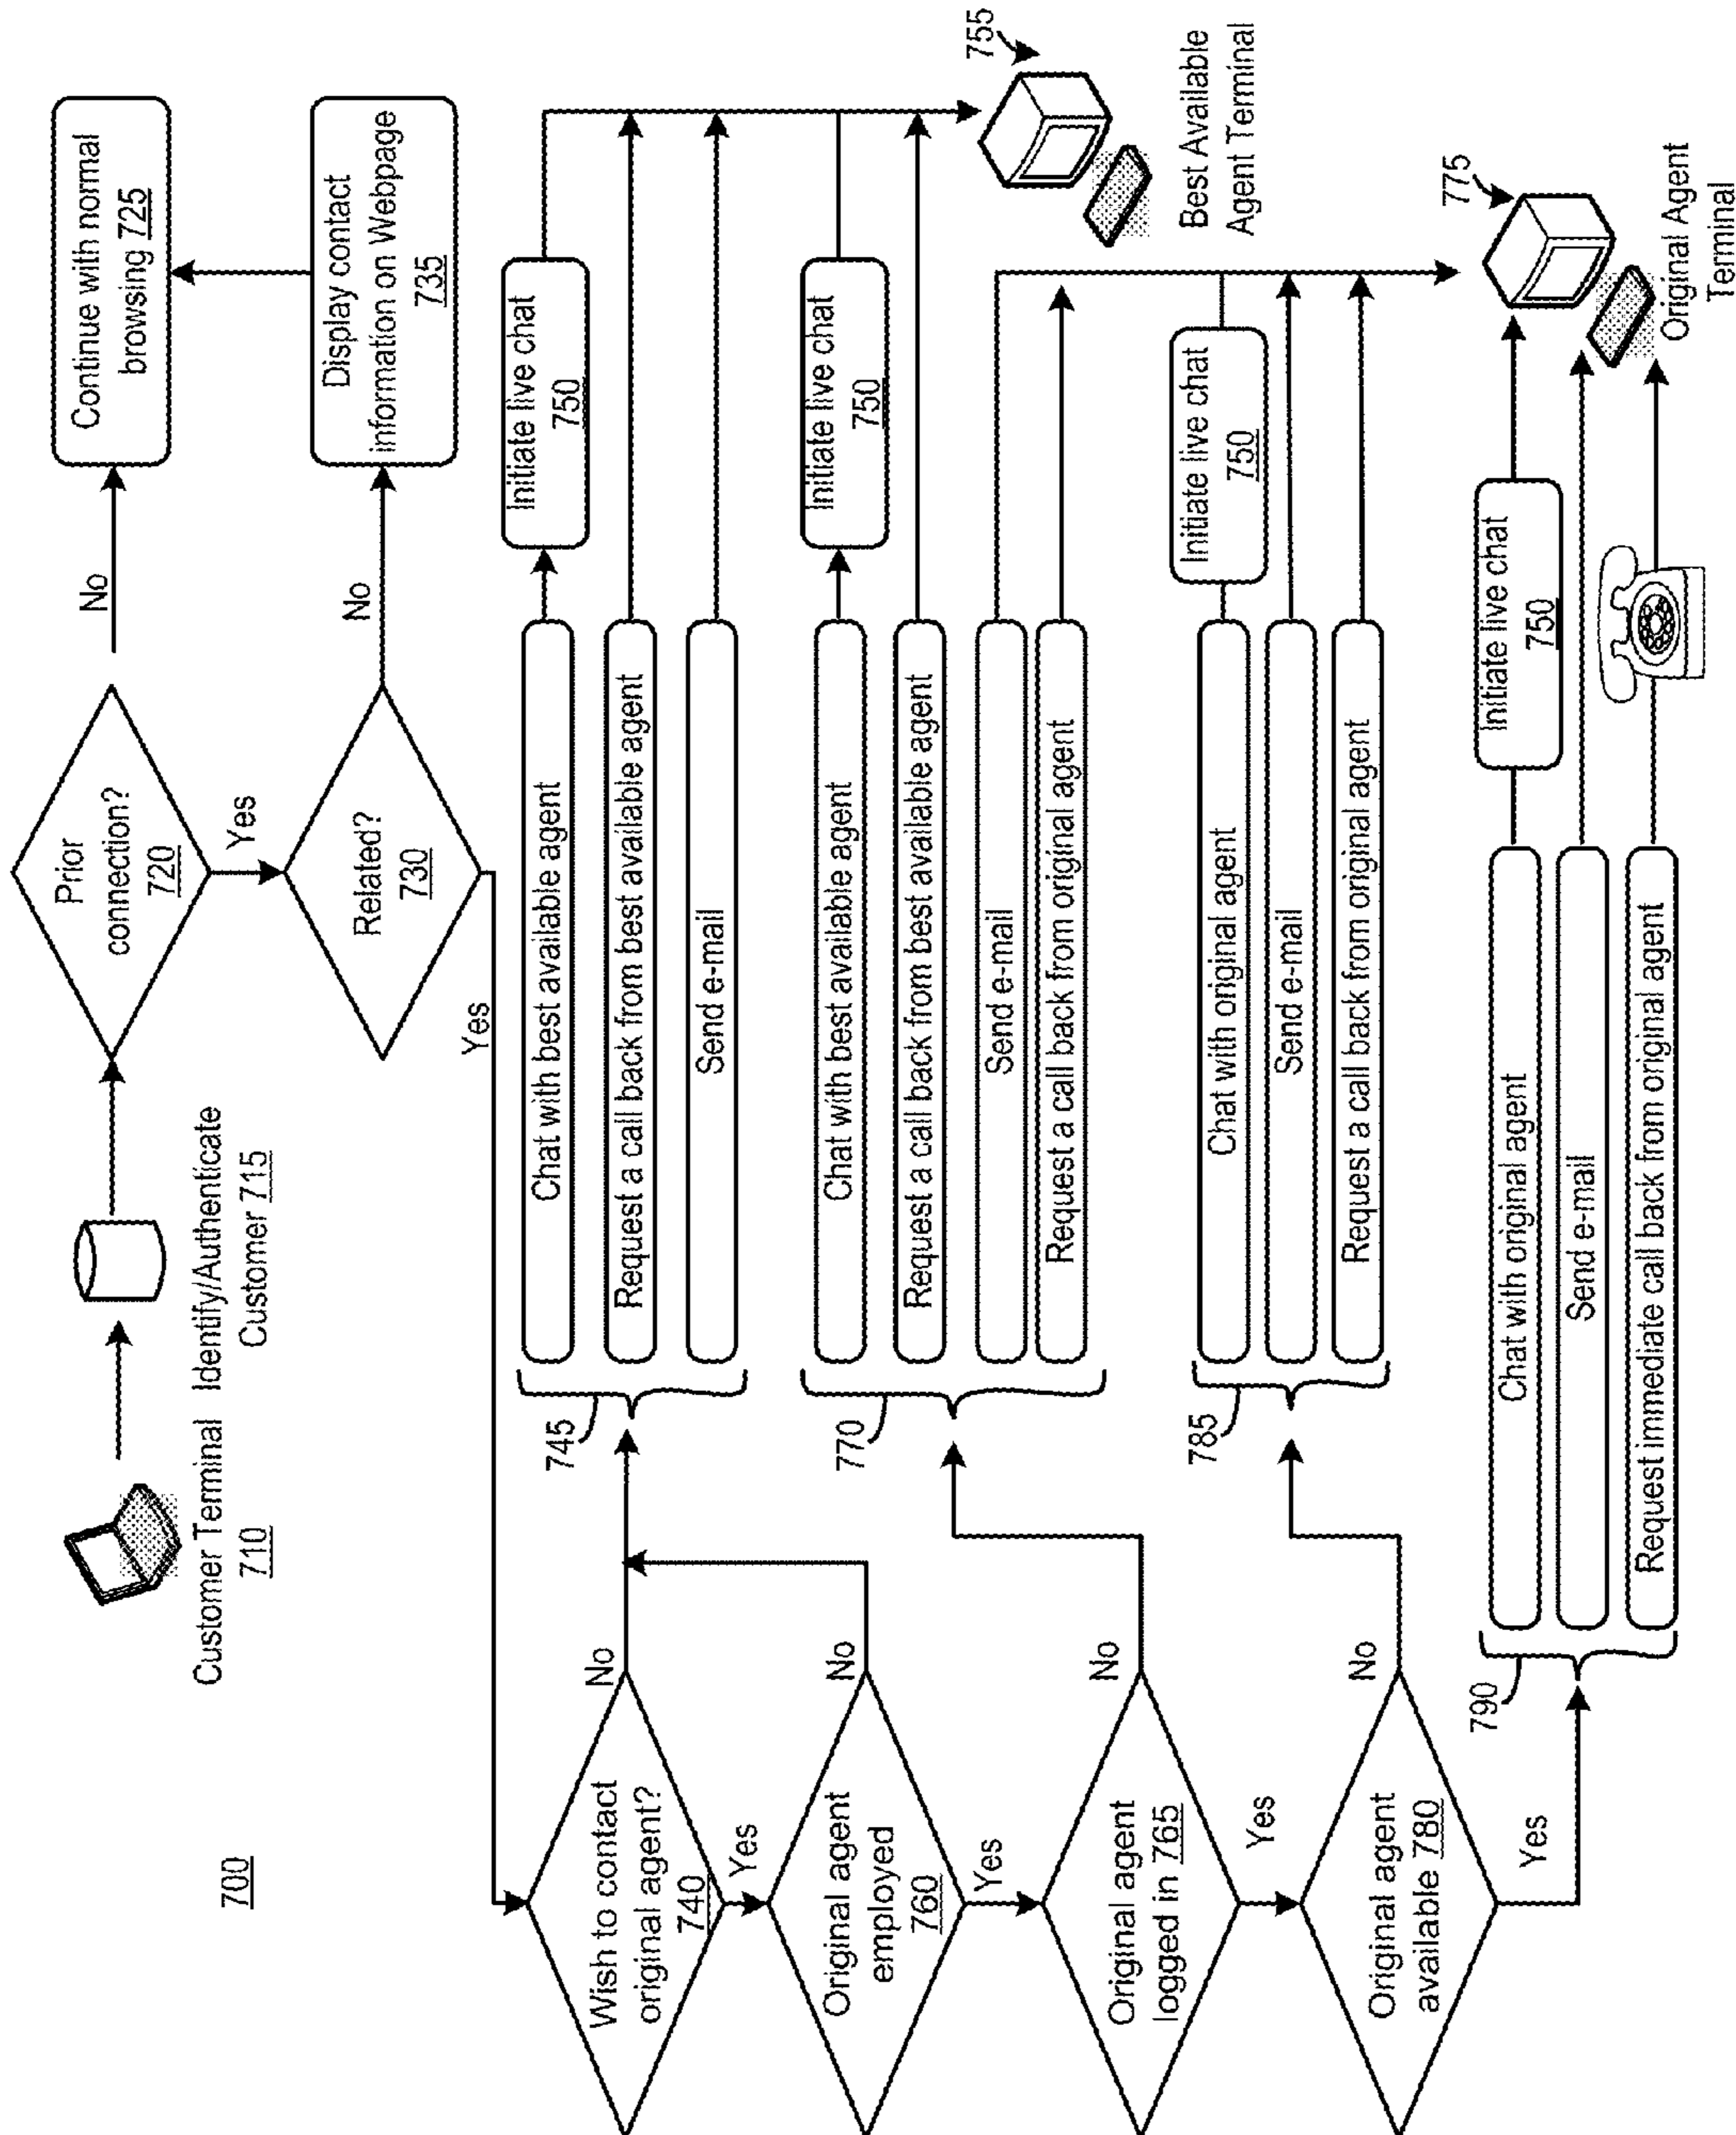 700
Customer Terminal
710
Identify/Authenticate
Customer 715
Prior
connection?
720
No
Continue with normal
browsing 725
Yes
Related?
730
No
Display contact
information on Webpage
735
Yes
Wish to contact
original agent?
740
No
745
Chat with best available agent
Initiate live chat
750
Request a call back from best available agent
Send e-mail
755
Best Available
Agent Terminal
Yes
Original agent
employed
760
No
770
Chat with best available agent
Initiate live chat
750
Request a call back from best available agent
Send e-mail
Request a call back from original agent
Yes
Original agent
logged in 765
No
785
Chat with original agent
Initiate live chat
750
Send e-mail
Request a call back from original agent
775
Original Agent
Terminal
Yes
Original agent
available 780
No
Yes
790
Chat with original agent
Initiate live chat
750
Send e-mail
Request immediate call back from original agent